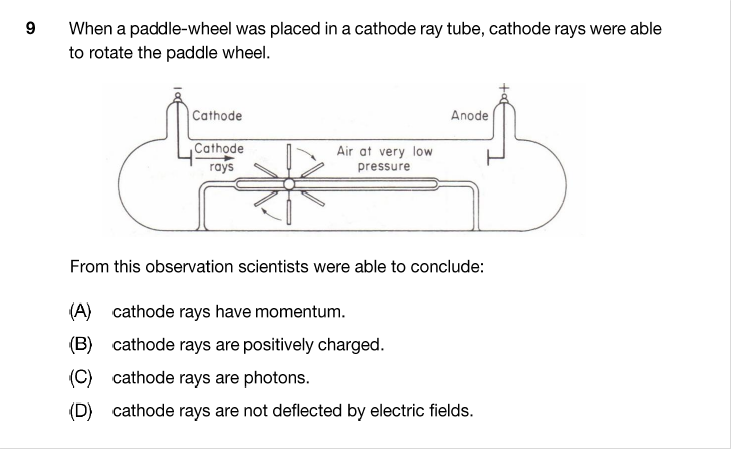 9 When a paddle-wheel was placed in a cathode ray tube, cathode rays were able
to rotate the paddle wheel.
− +
Cathode Anode
Cathode
rays
Air at very low
pressure
From this observation scientists were able to conclude:
(A) cathode rays have momentum.
(B) cathode rays are positively charged.
(C) cathode rays are photons.
(D) cathode rays are not deflected by electric fields.